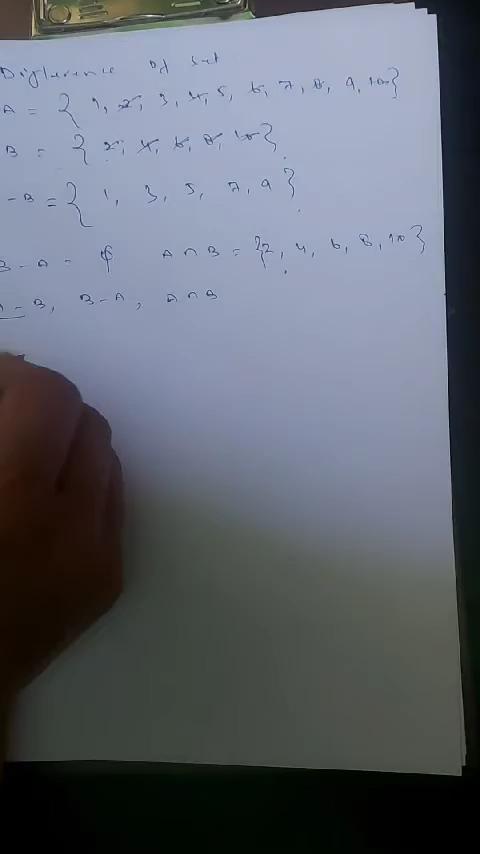 Difference of set
A = { 1, 2, 3, 4, 5, 6, 7, 8, 9, 10 }
B = { 2, 4, 6, 8, 10 }.
- B = { 1, 3, 5, 7, 9 }.
B - A = ϕ A ∩ B = { 2, 4, 6, 8, 10 }
A - B, B - A, A ∩ B